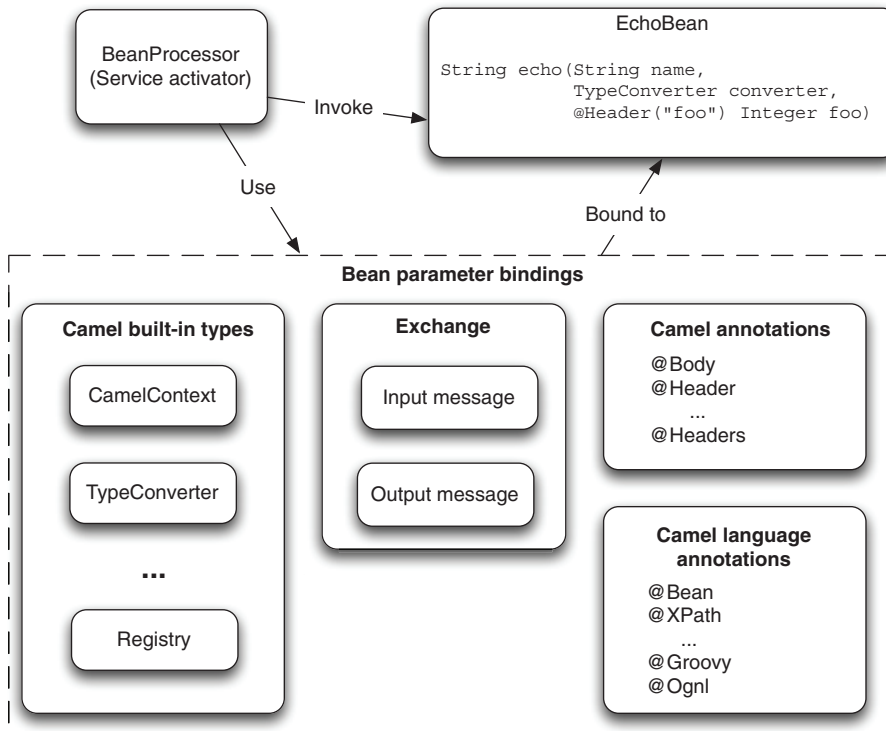 BeanProcessor
(Service activator)
EchoBean
String echo(String name,
TypeConverter converter,
@Header("foo") Integer foo)
Invoke
Use
Bound to
Bean parameter bindings
Camel built-in types
CamelContext
TypeConverter
...
Registry
Exchange
Input message
Output message
Camel annotations
@Body
@Header
...
@Headers
Camel language
annotations
@Bean
@XPath
...
@Groovy
@Ognl